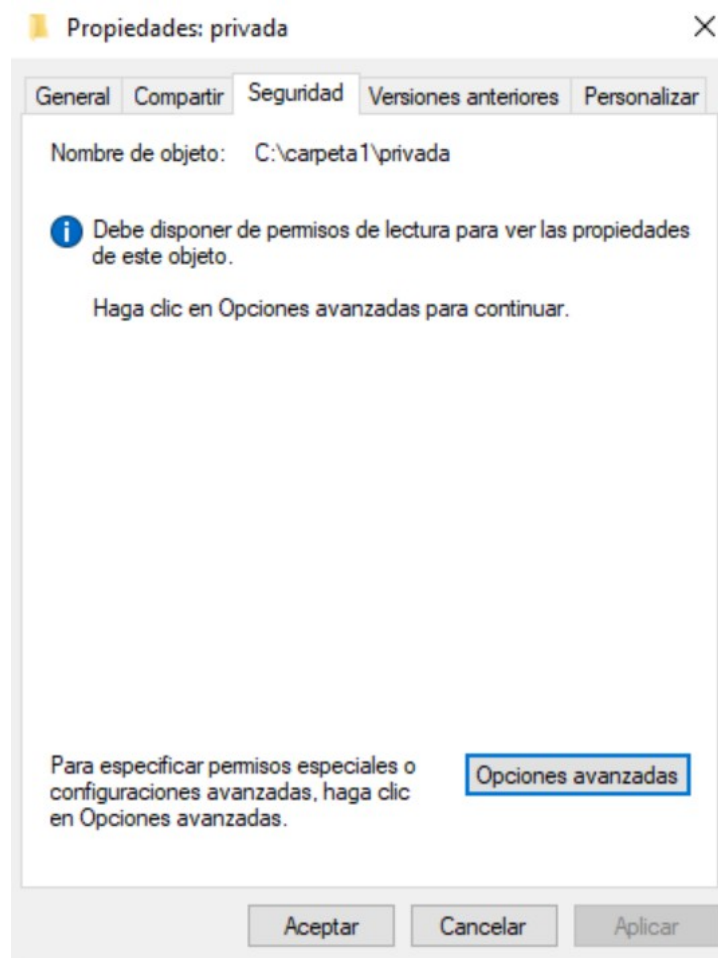 Propiedades: privada
General Compartir Seguridad Versiones anteriores Personalizar
Nombre de objeto: C:\carpeta1\privada
Debe disponer de permisos de lectura para ver las propiedades
de este objeto.
Haga clic en Opciones avanzadas para continuar.
Para especificar permisos especiales o
configuraciones avanzadas, haga clic
en Opciones avanzadas.
Opciones avanzadas
Aceptar Cancelar Aplicar